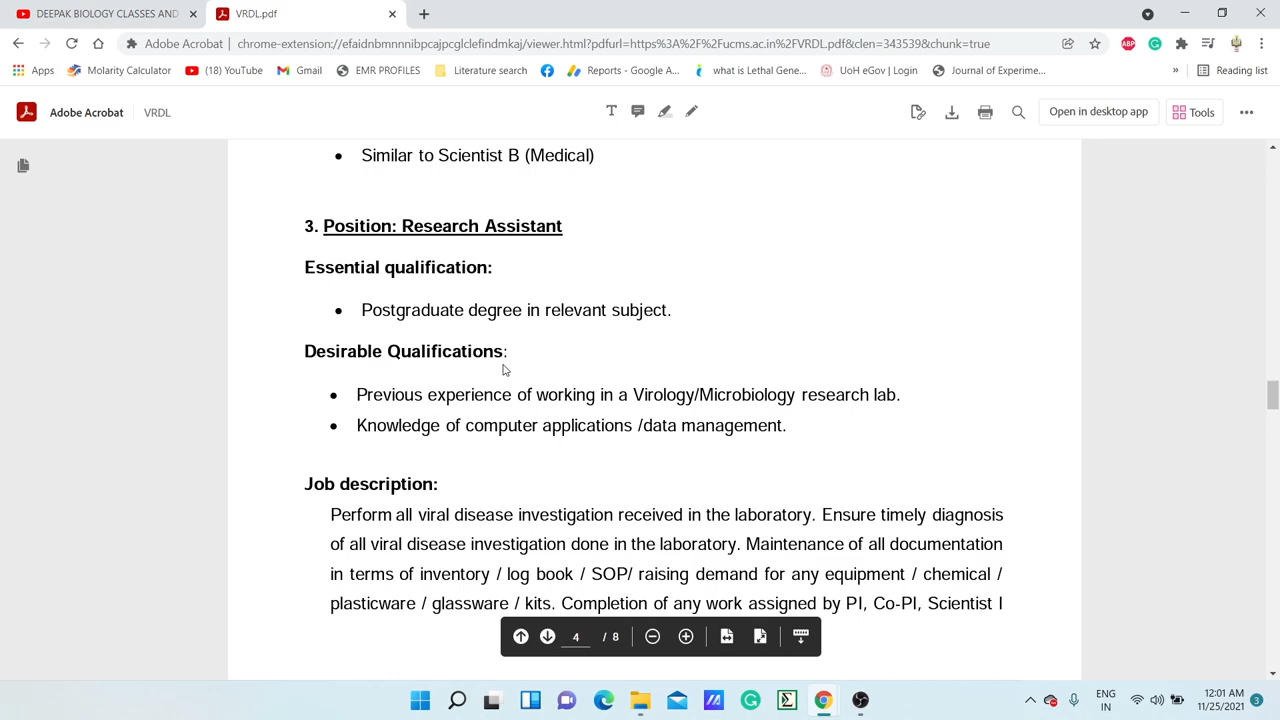 DEEPAK BIOLOGY CLASSES AND
VRDL.pdf
Adobe Acrobat | chrome-extension://efaidnbmnnnibpcajpcglclefindmkaj/viewer.html?pdfurl=https%3A%2F%2Fucms.ac.in%2FVRDL.pdf&clen=343539&chunk=true
Apps Molarity Calculator (18) YouTube Gmail EMR PROFILES Literature search Reports - Google A... what is Lethal Gene... UoH eGov | Login Journal of Experime... » Reading list
Adobe Acrobat VRDL Open in desktop app Tools
• Similar to Scientist B (Medical)
3. Position: Research Assistant
Essential qualification:
• Postgraduate degree in relevant subject.
Desirable Qualifications:
• Previous experience of working in a Virology/Microbiology research lab.
• Knowledge of computer applications /data management.
Job description:
Perform all viral disease investigation received in the laboratory. Ensure timely diagnosis
of all viral disease investigation done in the laboratory. Maintenance of all documentation
in terms of inventory / log book / SOP/ raising demand for any equipment / chemical /
plasticware / glassware / kits. Completion of any work assigned by PI, Co-PI, Scientist I
4 / 8
ENG
IN
12:01 AM
11/25/2021
3